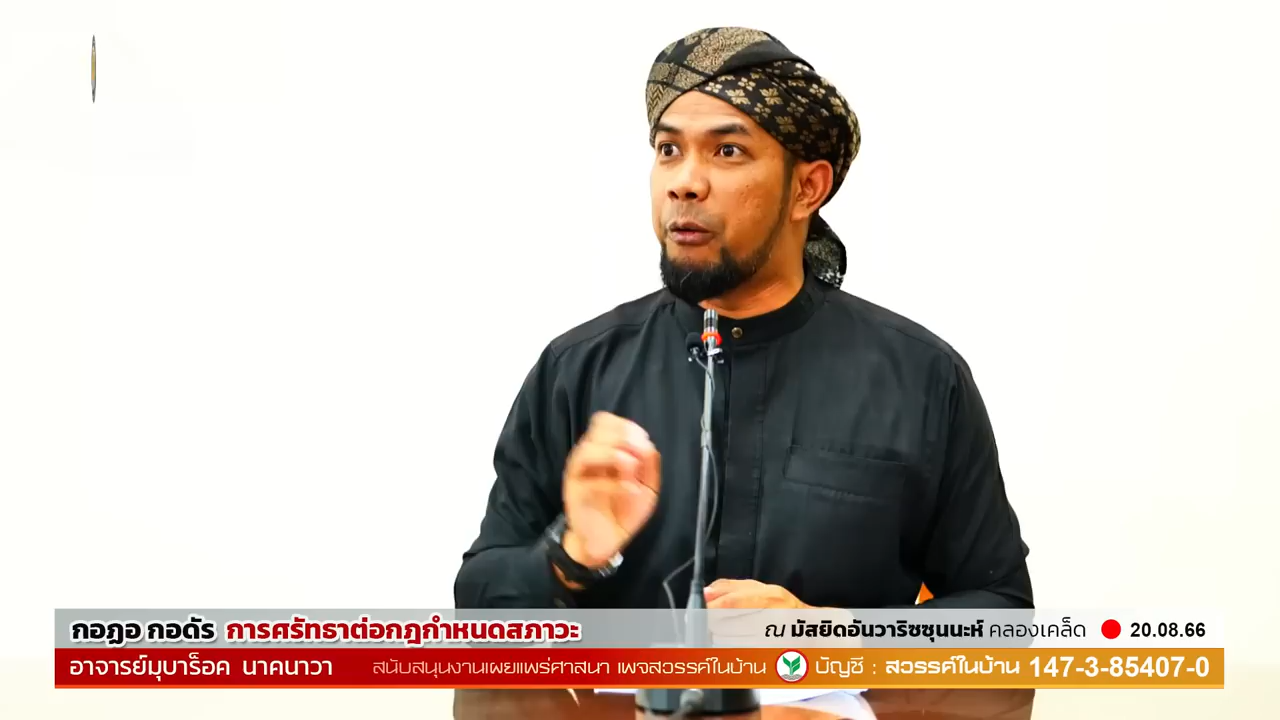 กอฎอ กอดัร การศรัทธาต่อกฎกำหนดสภาวะ ณ มัสยิดอันวาริซซุนนะห์ คลองเคล็ด 20.08.66
อาจารย์มุบาร็อค นาคนาวา สนับสนุนงานเผยแพร่ศาสนา เพจสวรรค์ในบ้าน บัญชี : สวรรค์ในบ้าน 147-3-85407-0